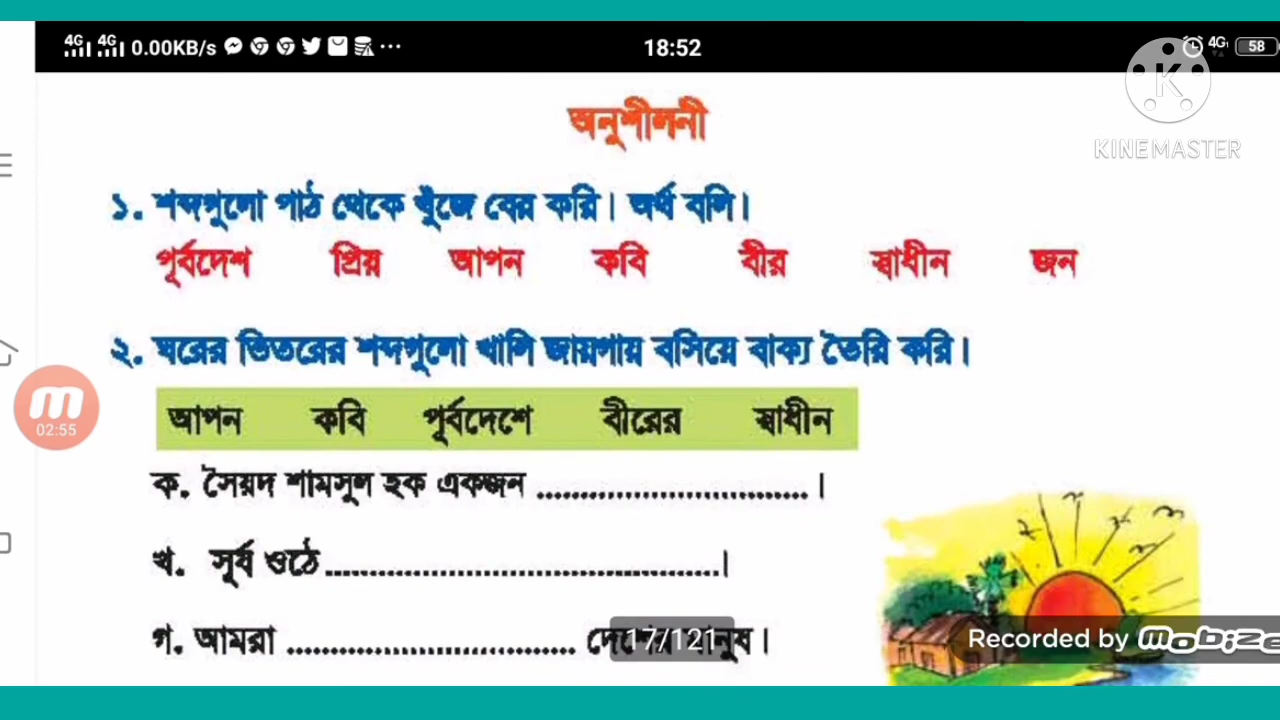 4G 4G 0.00KB/s ... 18:52 4G 58
K
KINEMASTER
অনুশীলনী
১. শব্দগুলো পাঠ থেকে খুঁজে বের করি। অর্থ বলি।
পূর্বদেশ প্রিয় আপন কবি বীর স্বাধীন জন
২. ঘরের ভিতরের শব্দগুলো খালি জায়গায় বসিয়ে বাক্য তৈরি করি।
আপন কবি পূর্বদেশে বীরের স্বাধীন
02:55
ক. সৈয়দ শামসুল হক একজন .............................।
খ. সূর্য ওঠে.............................................।
গ. আমরা ................................. দেশের মানুষ।
17/121
Recorded by mobize